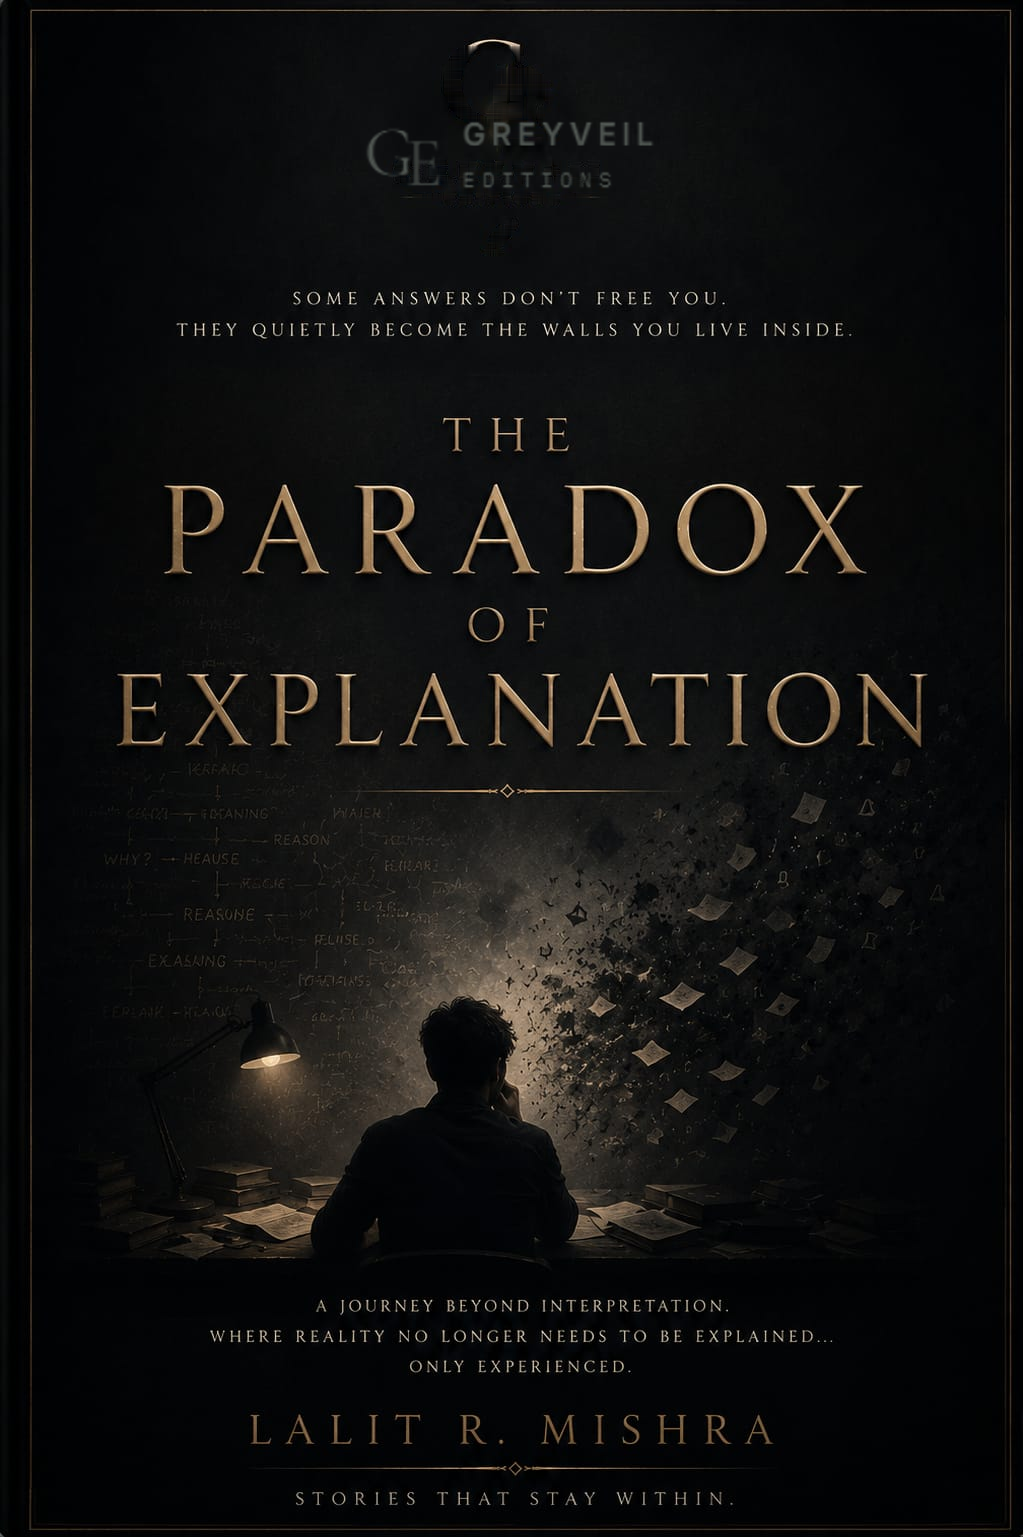 GE GREYVEIL
EDITIONS
SOME ANSWERS DON'T FREE YOU.
THEY QUIETLY BECOME THE WALLS YOU LIVE INSIDE.
THE
PARADOX
OF
EXPLANATION
REASON
WHY? HEAUSE
REASONE
A JOURNEY BEYOND INTERPRETATION.
WHERE REALITY NO LONGER NEEDS TO BE EXPLAINED...
ONLY EXPERIENCED.
LALIT R. MISHRA
STORIES THAT STAY WITHIN.